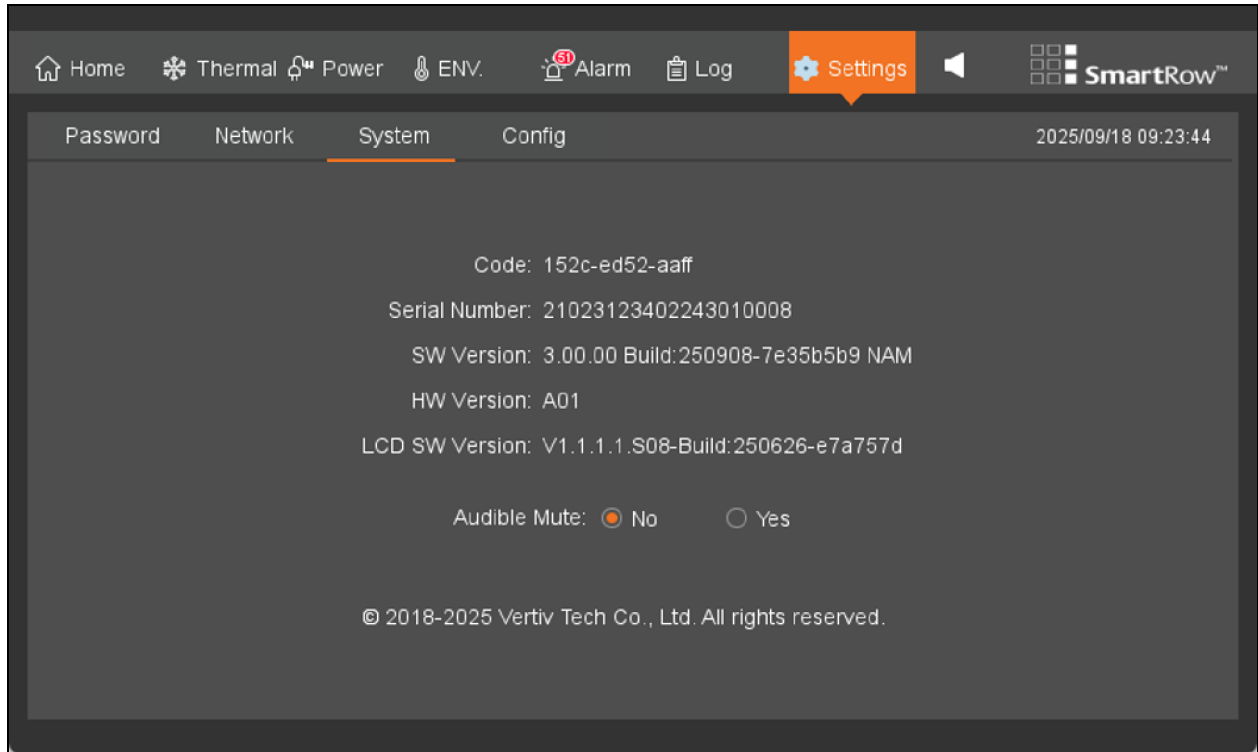 Home Thermal Power ENV. 51 Alarm Log Settings SmartRow™
Password Network System Config 2025/09/18 09:23:44
Code: 152c-ed52-aaff
Serial Number: 21023123402243010008
SW Version: 3.00.00 Build:250908-7e35b5b9 NAM
HW Version: A01
LCD SW Version: V1.1.1.1.S08-Build:250626-e7a757d
Audible Mute: No Yes
© 2018-2025 Vertiv Tech Co., Ltd. All rights reserved.